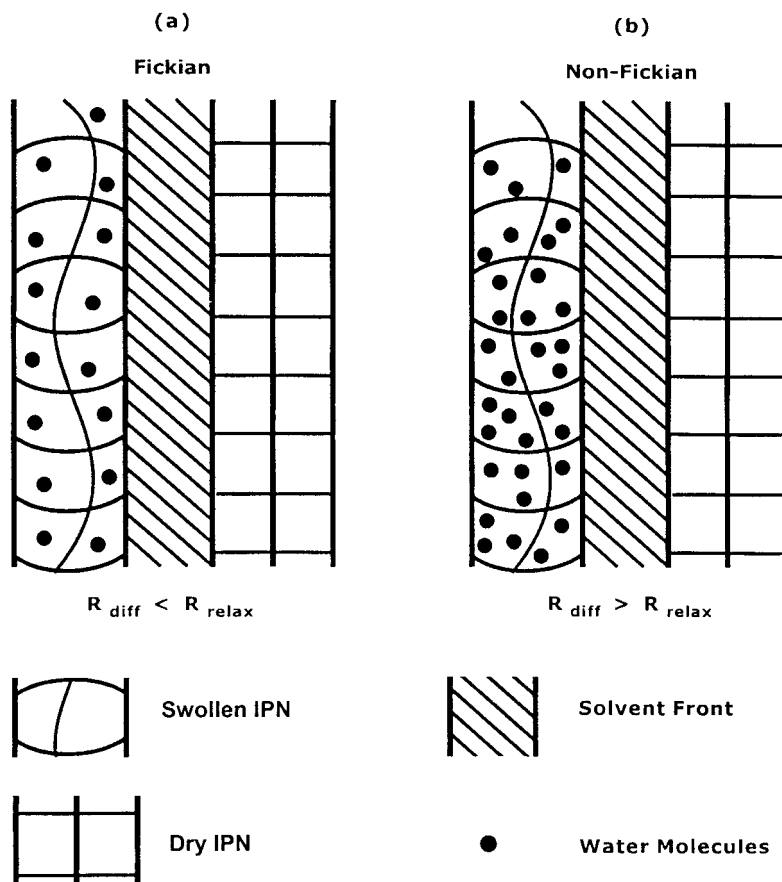 (a)
Fickian
(b)
Non-Fickian
R diff < R relax
R diff > R relax
Swollen IPN
Solvent Front
Dry IPN
Water Molecules